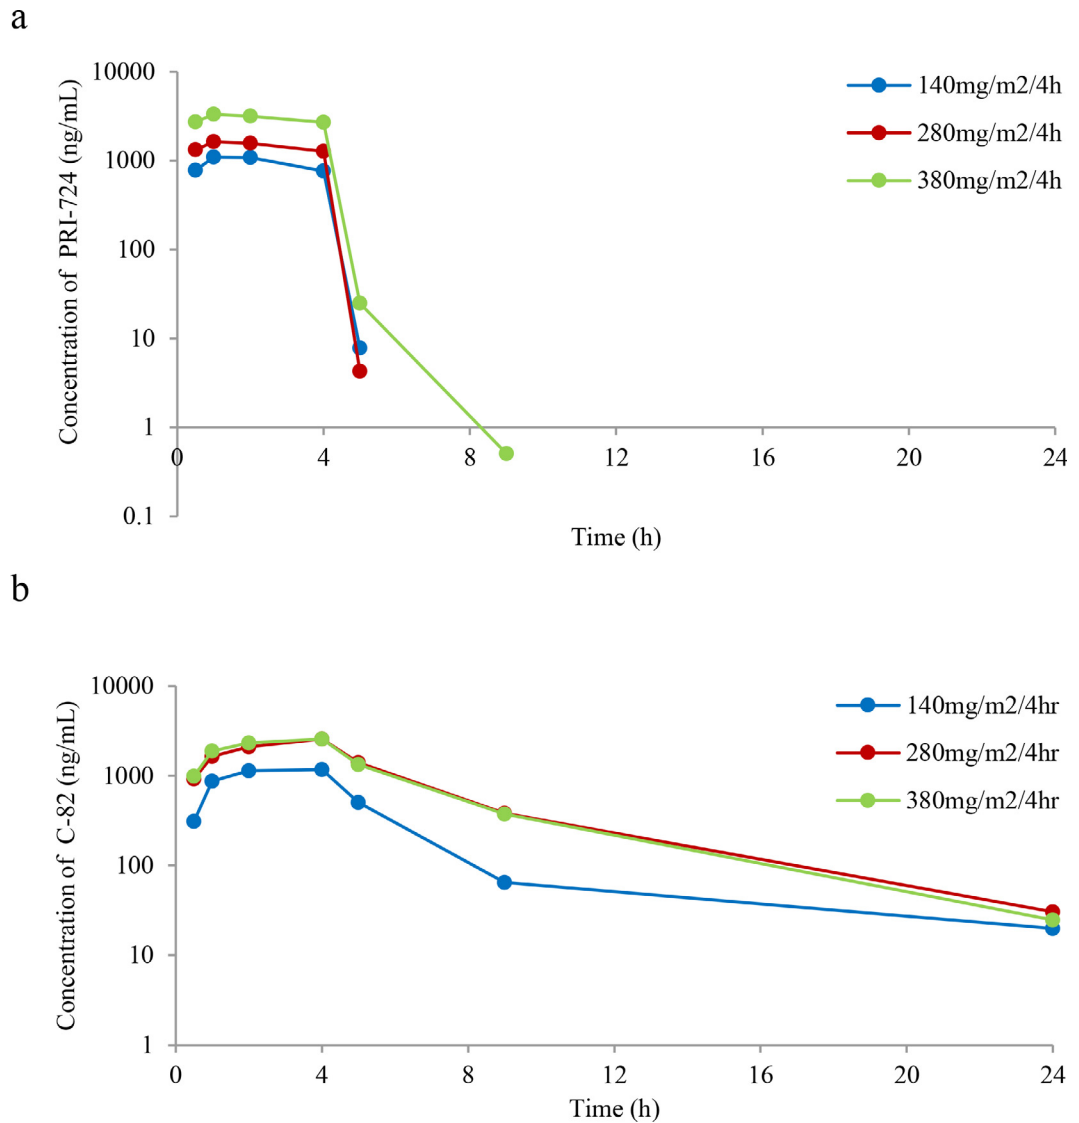 a
10000
1000
100
10
1
0.1
Concentration of PRI-724 (ng/mL)
140mg/m2/4h
280mg/m2/4h
380mg/m2/4h
0 4 8 12 16 20 24
Time (h)
b
10000
1000
100
10
1
Concentration of C-82 (ng/mL)
140mg/m2/4hr
280mg/m2/4hr
380mg/m2/4hr
0 4 8 12 16 20 24
Time (h)